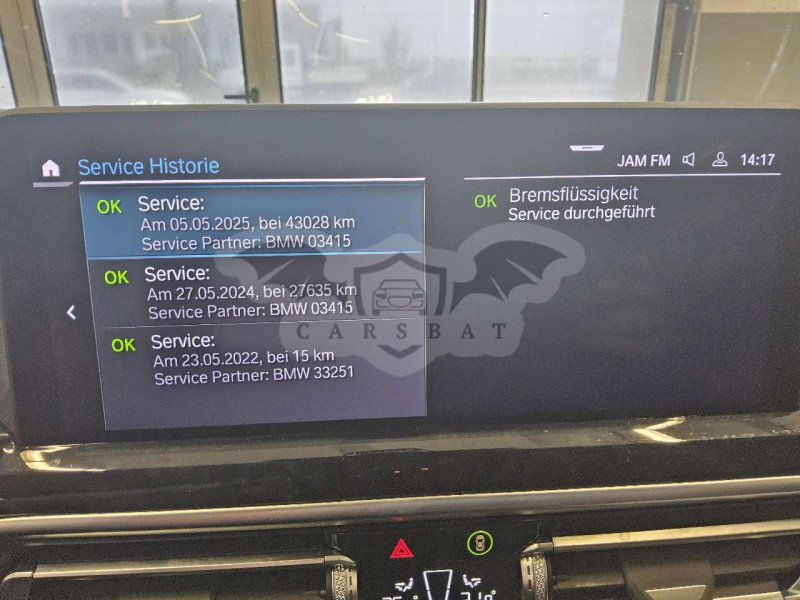 Service Historie
JAM FM
14:17
OK Service:
Am 05.05.2025, bei 43028 km
Service Partner: BMW 03415
OK Service:
Am 27.05.2024, bei 27635 km
Service Partner: BMW 03415
OK Service:
Am 23.05.2022, bei 15 km
Service Partner: BMW 33251
OK Bremsflüssigkeit
Service durchgeführt
CARSBAT